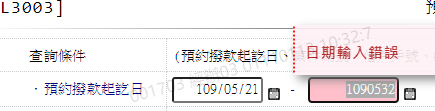 L3003]
預
查詢條件
(預約撥款起訖日、
日期輸入錯誤
・預約撥款起訖日
109/05/21 - 1090532